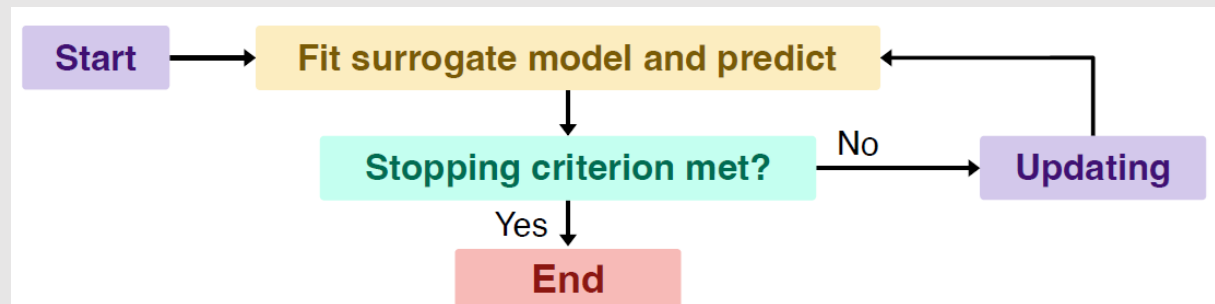 Start
Fit surrogate model and predict
Stopping criterion met?
No
Updating
Yes
End